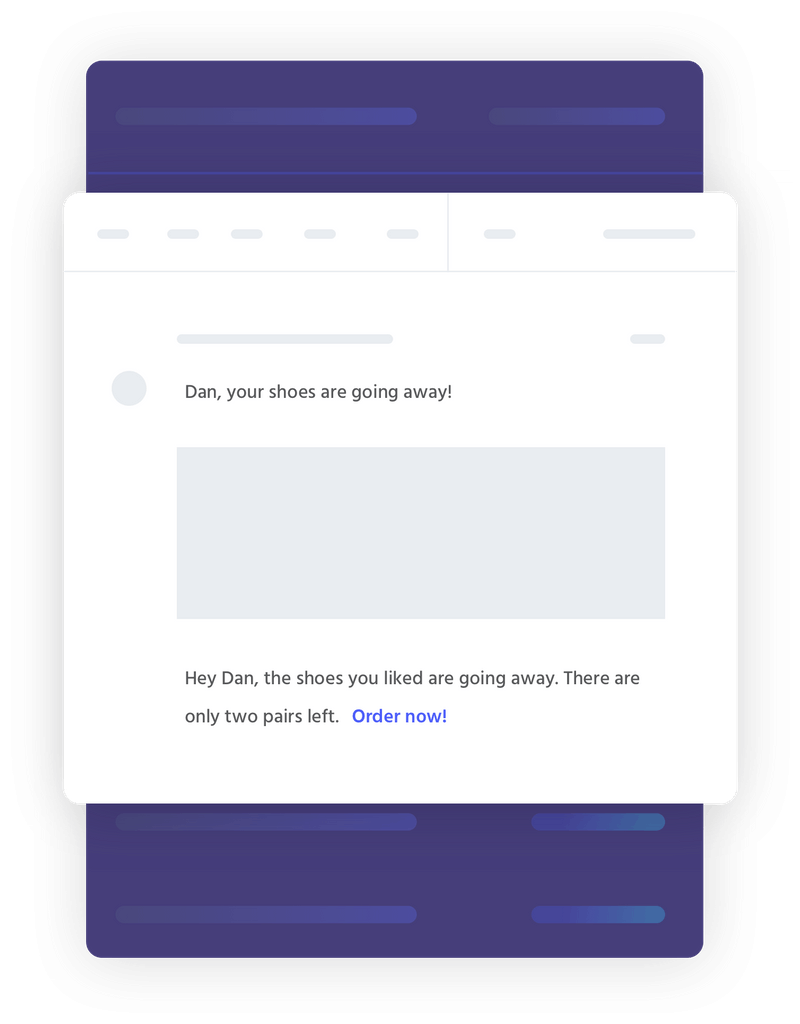 Dan, your shoes are going away!
Hey Dan, the shoes you liked are going away. There are
only two pairs left. Order now!